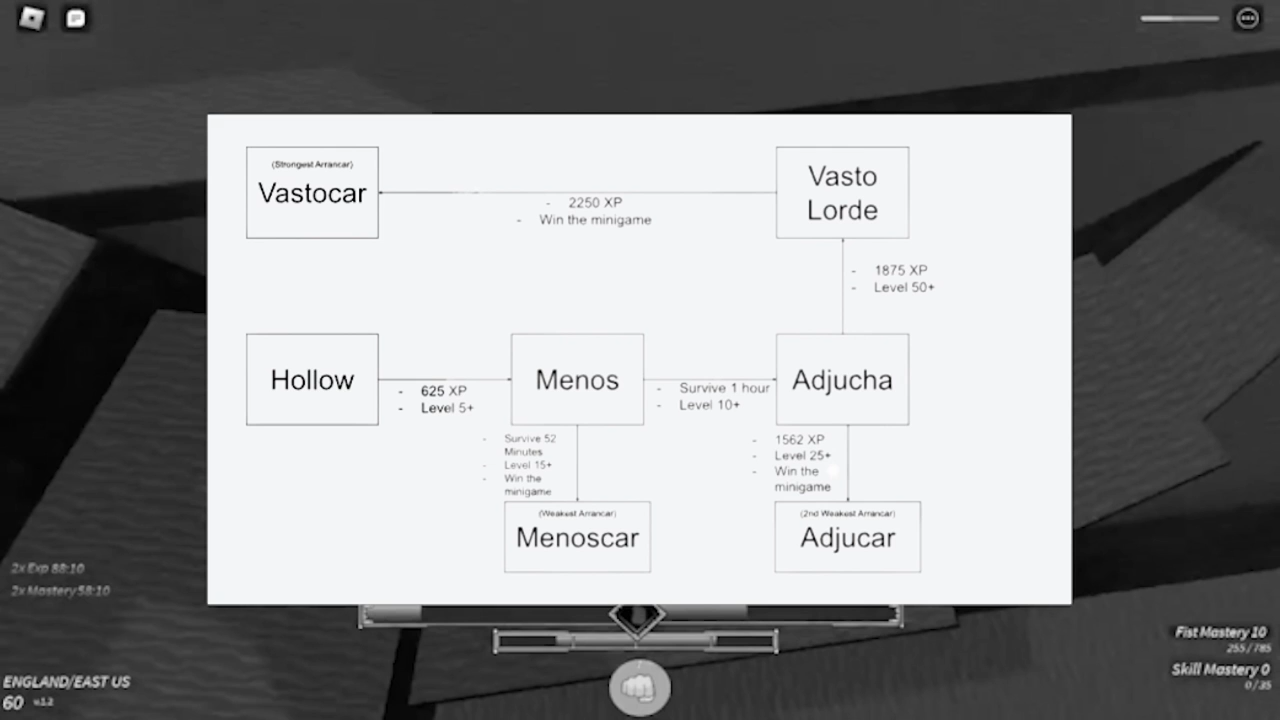 (Strongest Arrancar)
Vastocar
- 2250 XP
- Win the minigame
Vasto
Lorde
- 1875 XP
- Level 50+
Hollow
- 625 XP
- Level 5+
Menos
- Survive 1 hour
- Level 10+
Adjucha
- Survive 52
Minutes
- Level 15+
- Win the
minigame
- 1562 XP
- Level 25+
- Win the
minigame
(Weakest Arrancar)
Menoscar
(2nd Weakest Arrancar)
Adjucar
2x Exp 88:10
2x Mastery 58:10
Fist Mastery 10
255 / 785
Skill Mastery 0
0 / 35
ENGLAND/EAST US
60 v.1.2